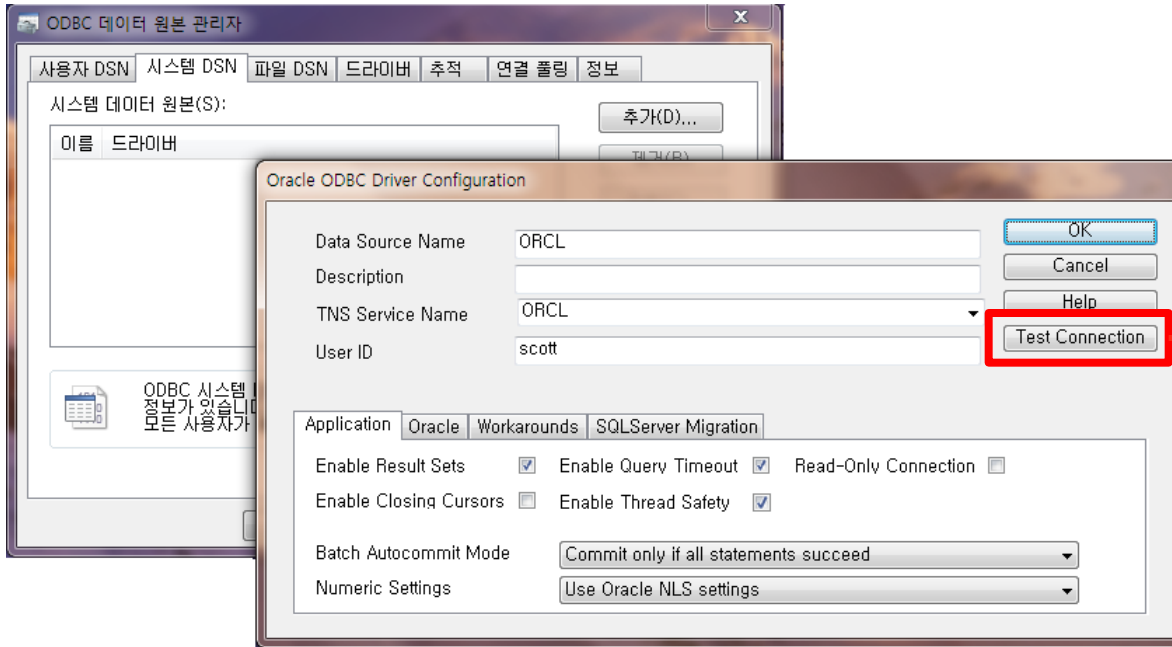 ODBC 데이터 원본 관리자
x
사용자 DSN 시스템 DSN 파일 DSN 드라이버 추적 연결 풀링 정보
시스템 데이터 원본(S):
추가(D)...
이름 드라이버
제거(R)
Oracle ODBC Driver Configuration
Data Source Name ORCL
OK
Description
Cancel
TNS Service Name ORCL
Help
Test Connection
User ID scott
ODBC 시스템
정보가 있습니다
모든 사용자가
Application Oracle Workarounds SQLServer Migration
Enable Result Sets Enable Query Timeout Read-Only Connection
Enable Closing Cursors Enable Thread Safety
Batch Autocommit Mode Commit only if all statements succeed
Numeric Settings Use Oracle NLS settings